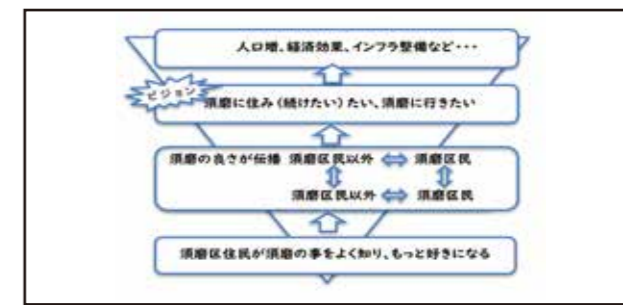 人口増、経済効果、インフラ整備など・・・
ビジョン
須磨に住み(続けたい)たい、須磨に行きたい
須磨の良さが伝播 須磨区民以外 ⇔ 須磨区民
須磨区民以外 ⇔ 須磨区民
須磨区住民が須磨の事をよく知り、もっと好きになる